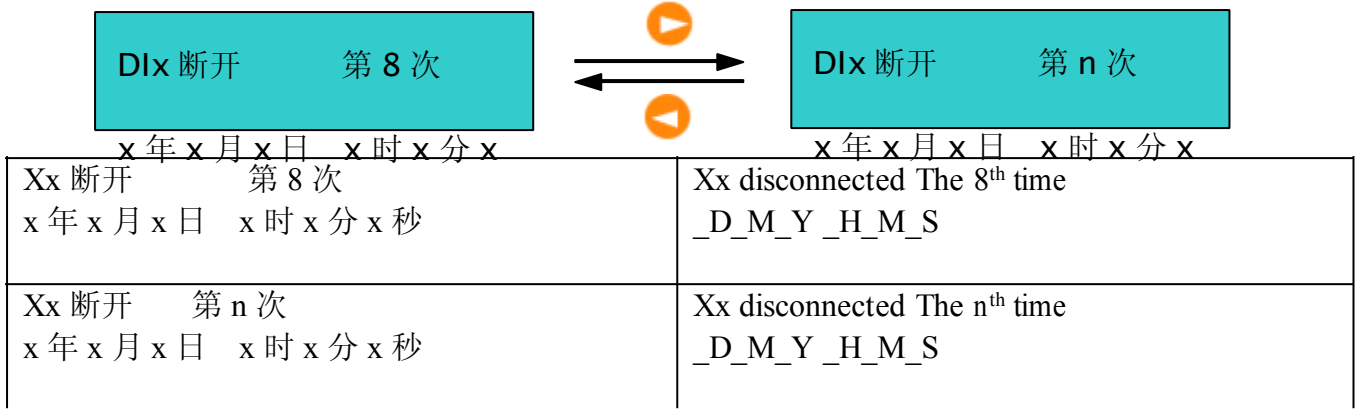 DIx 断开 第 8 次
x 年 x 月 x 日 x 时 x 分 x
DIx 断开 第 n 次
x 年 x 月 x 日 x 时 x 分 x
Xx 断开 第 8 次
x 年 x 月 x 日 x 时 x 分 x 秒
Xx disconnected The 8th time
_D_M_Y _H_M_S
Xx 断开 第 n 次
x 年 x 月 x 日 x 时 x 分 x 秒
Xx disconnected The nth time
_D_M_Y _H_M_S